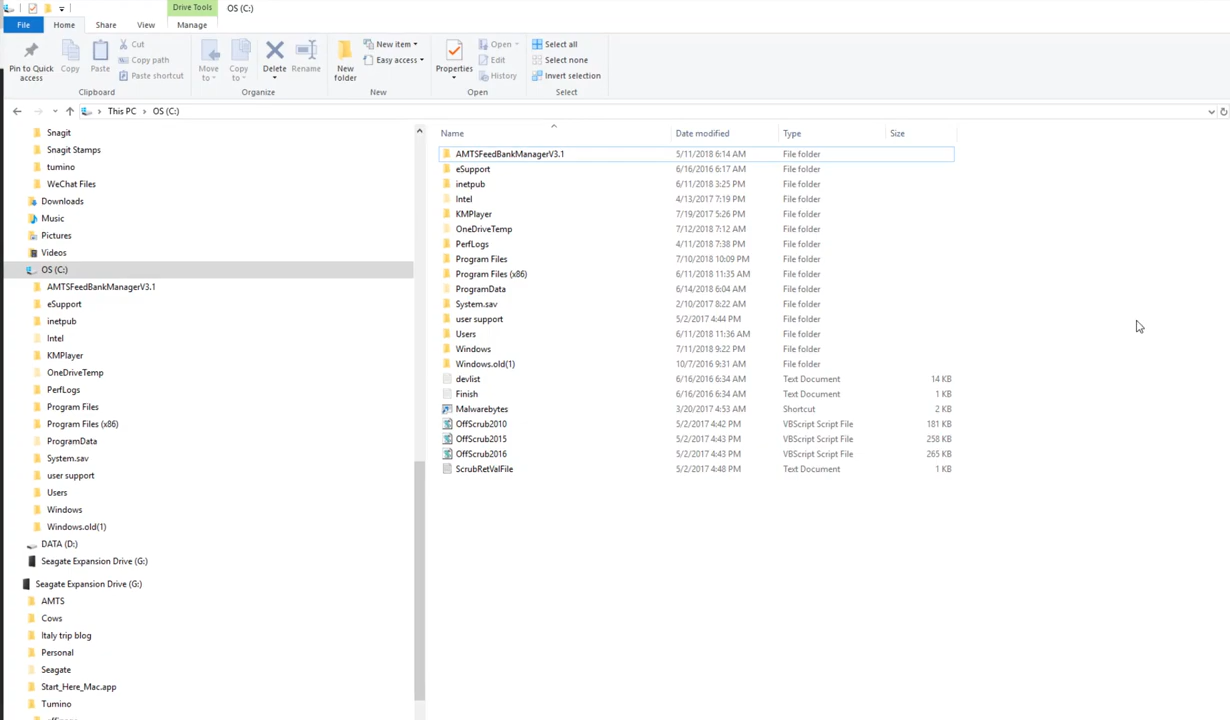 Drive Tools OS (C:)
File Home Share View Manage
Pin to Quick access
Copy
Paste
Cut
Copy path
Paste shortcut
Clipboard
Move to
Copy to
Delete
Rename
Organize
New folder
New item
Easy access
New
Properties
Open
Edit
History
Open
Select all
Select none
Invert selection
Select
This PC > OS (C:)
Snagit
Snagit Stamps
tumino
WeChat Files
Downloads
Music
Pictures
Videos
OS (C:)
AMTSFeedBankManagerV3.1
eSupport
inetpub
Intel
KMPlayer
OneDriveTemp
PerfLogs
Program Files
Program Files (x86)
ProgramData
System.sav
user support
Users
Windows
Windows.old(1)
DATA (D:)
Seagate Expansion Drive (G:)
Seagate Expansion Drive (G:)
AMTS
Cows
Italy trip blog
Personal
Seagate
Start_Here_Mac.app
Tumino
Name Date modified Type Size
AMTSFeedBankManagerV3.1 5/11/2018 6:14 AM File folder
eSupport 6/16/2016 6:17 AM File folder
inetpub 6/11/2018 3:25 PM File folder
Intel 4/13/2017 7:19 PM File folder
KMPlayer 7/19/2017 5:26 PM File folder
OneDriveTemp 7/12/2018 7:12 AM File folder
PerfLogs 4/11/2018 7:38 PM File folder
Program Files 7/10/2018 10:09 PM File folder
Program Files (x86) 6/11/2018 11:35 AM File folder
ProgramData 6/14/2018 6:04 AM File folder
System.sav 2/10/2017 8:22 AM File folder
user support 5/2/2017 4:44 PM File folder
Users 6/11/2018 11:36 AM File folder
Windows 7/11/2018 9:22 PM File folder
Windows.old(1) 10/7/2016 9:31 AM File folder
devlist 6/16/2016 6:34 AM Text Document 14 KB
Finish 6/16/2016 6:34 AM Text Document 1 KB
Malwarebytes 3/20/2017 4:53 AM Shortcut 2 KB
OffScrub2010 5/2/2017 4:42 PM VBScript Script File 181 KB
OffScrub2015 5/2/2017 4:43 PM VBScript Script File 258 KB
OffScrub2016 5/2/2017 4:43 PM VBScript Script File 265 KB
ScrubRetValFile 5/2/2017 4:48 PM Text Document 1 KB